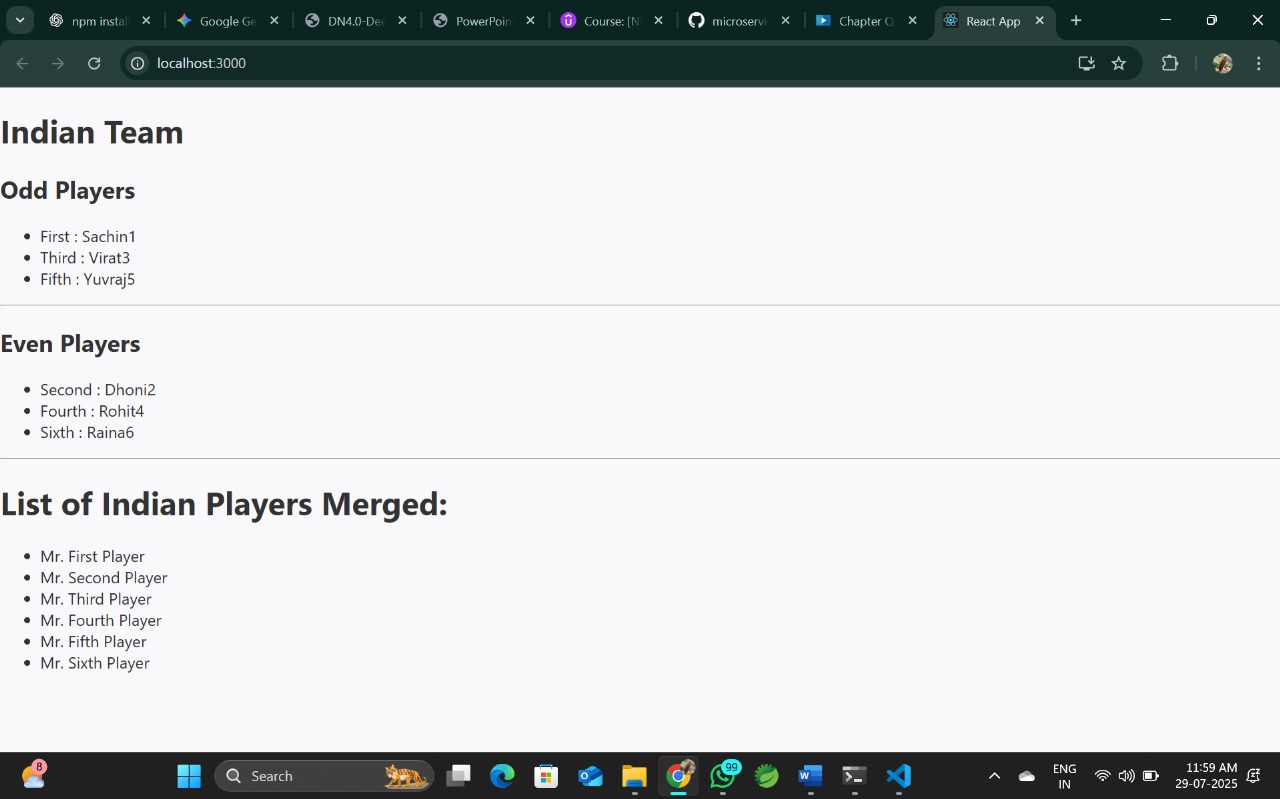 npm instal
Google Ge
DN4.0-Dee
PowerPoin
Course: [N
microservi
Chapter Q
React App
localhost:3000
Indian Team
Odd Players
First : Sachin1
Third : Virat3
Fifth : Yuvraj5
Even Players
Second : Dhoni2
Fourth : Rohit4
Sixth : Raina6
List of Indian Players Merged:
Mr. First Player
Mr. Second Player
Mr. Third Player
Mr. Fourth Player
Mr. Fifth Player
Mr. Sixth Player
8
Search
99
ENG
IN
11:59 AM
29-07-2025